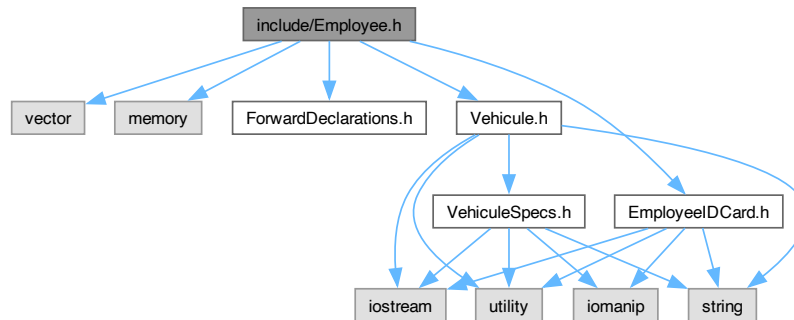 include/Employee.h
vector
memory
ForwardDeclarations.h
Vehicule.h
VehiculeSpecs.h
EmployeeIDCard.h
iostream
utility
iomanip
string